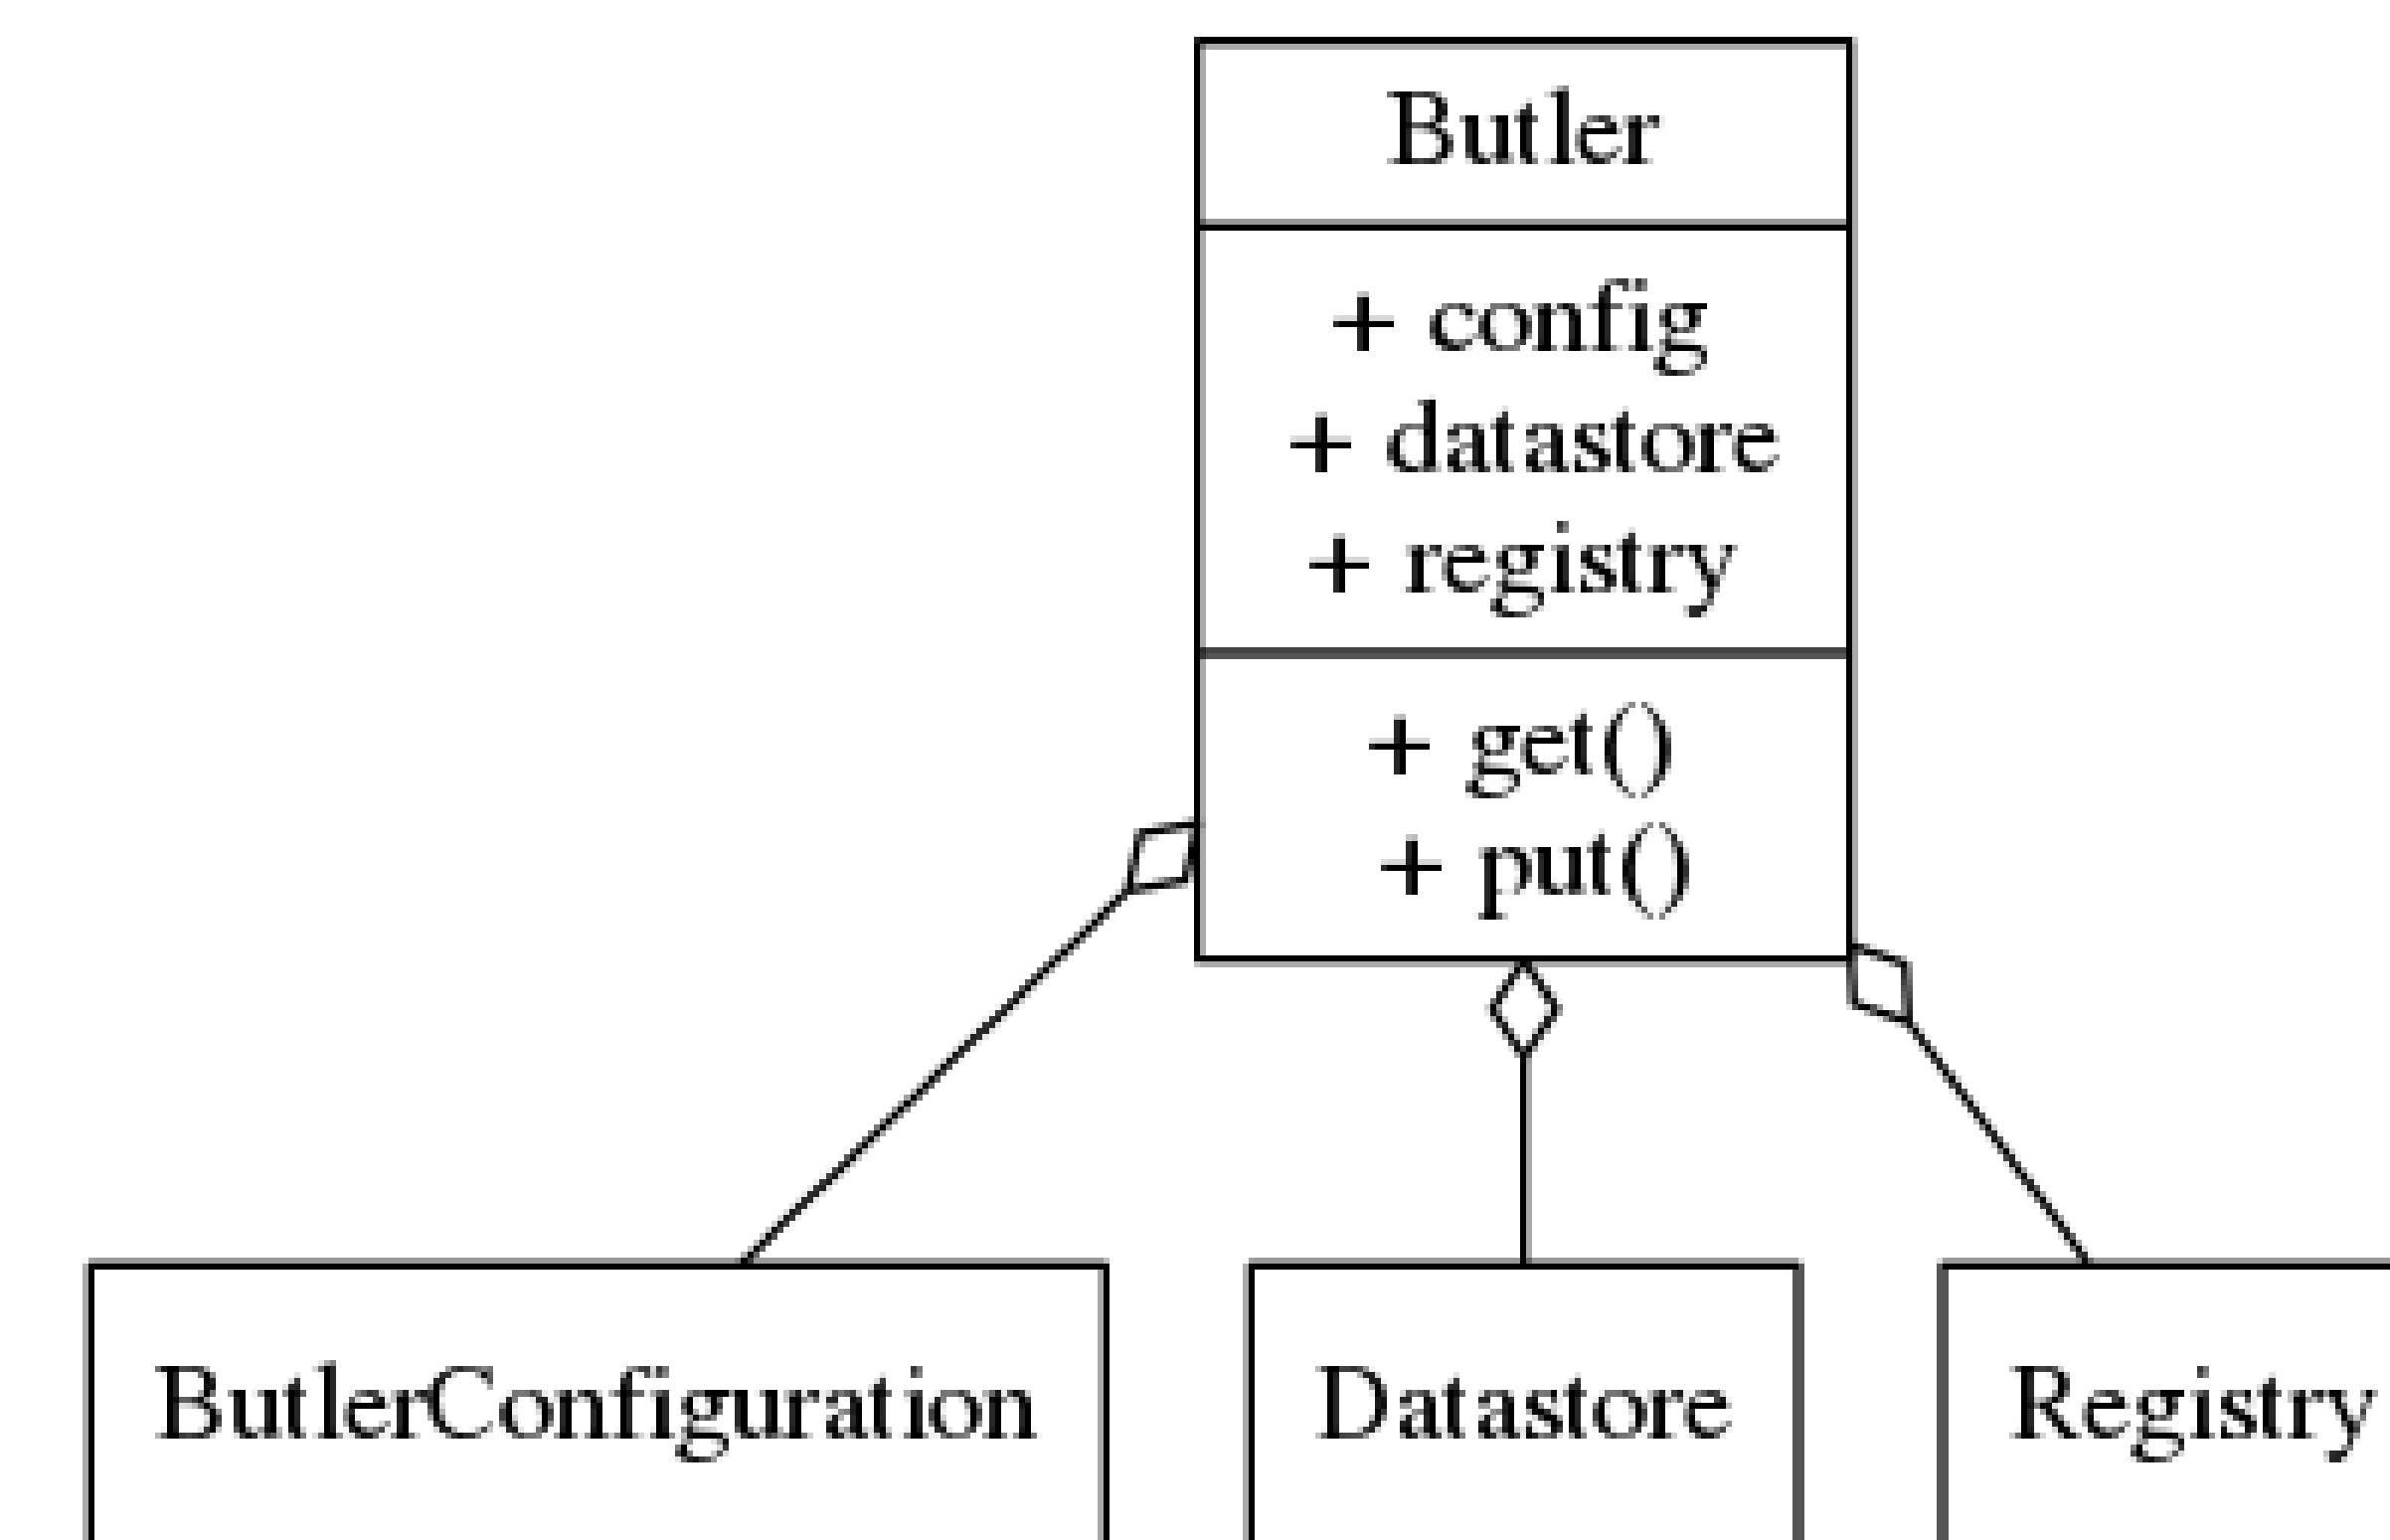 Butler
+ config
+ datastore
+ registry
+ get()
+ put()
ButlerConfiguration
Datastore
Registry